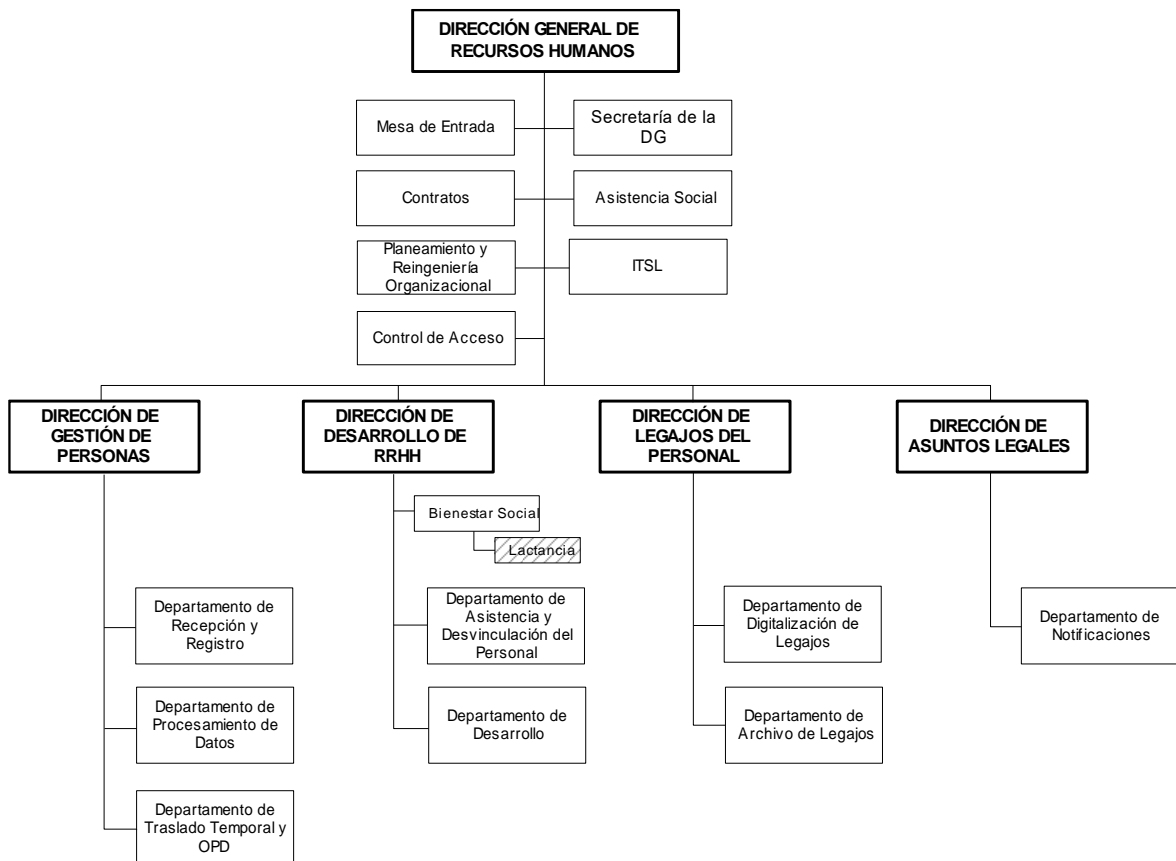 DIRECCIÓN GENERAL DE
RECURSOS HUMANOS
Mesa de Entrada
Secretaría de la
DG
Contratos
Asistencia Social
Planeamiento y
Reingeniería
Organizacional
ITSL
Control de Acceso
DIRECCIÓN DE
GESTIÓN DE
PERSONAS
DIRECCIÓN DE
DESARROLLO DE
RRHH
DIRECCIÓN DE
LEGAJOS DEL
PERSONAL
DIRECCIÓN DE
ASUNTOS LEGALES
Bienestar Social
Lactancia
Departamento de
Recepción y
Registro
Departamento de
Asistencia y
Desvinculación del
Personal
Departamento de
Digitalización de
Legajos
Departamento de
Notificaciones
Departamento de
Procesamiento de
Datos
Departamento de
Desarrollo
Departamento de
Archivo de Legajos
Departamento de
Traslado Temporal y
OPD